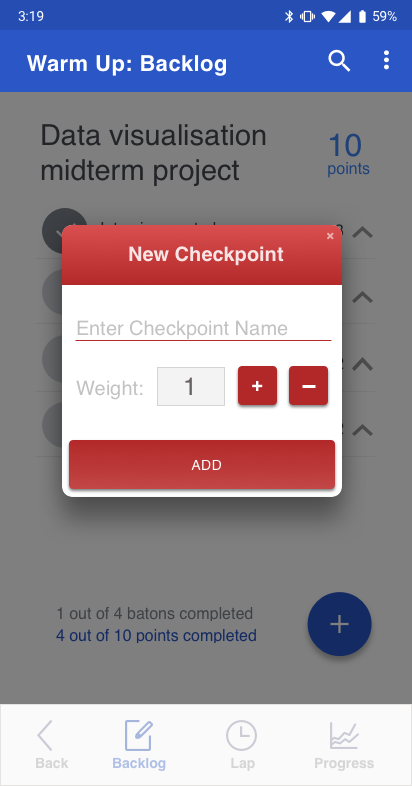 3:19
59%
Warm Up: Backlog
Data visualisation
midterm project
10
points
New Checkpoint
×
Enter Checkpoint Name
Weight: 1 + −
ADD
1 out of 4 batons completed
4 out of 10 points completed
+
Back
Backlog
Lap
Progress